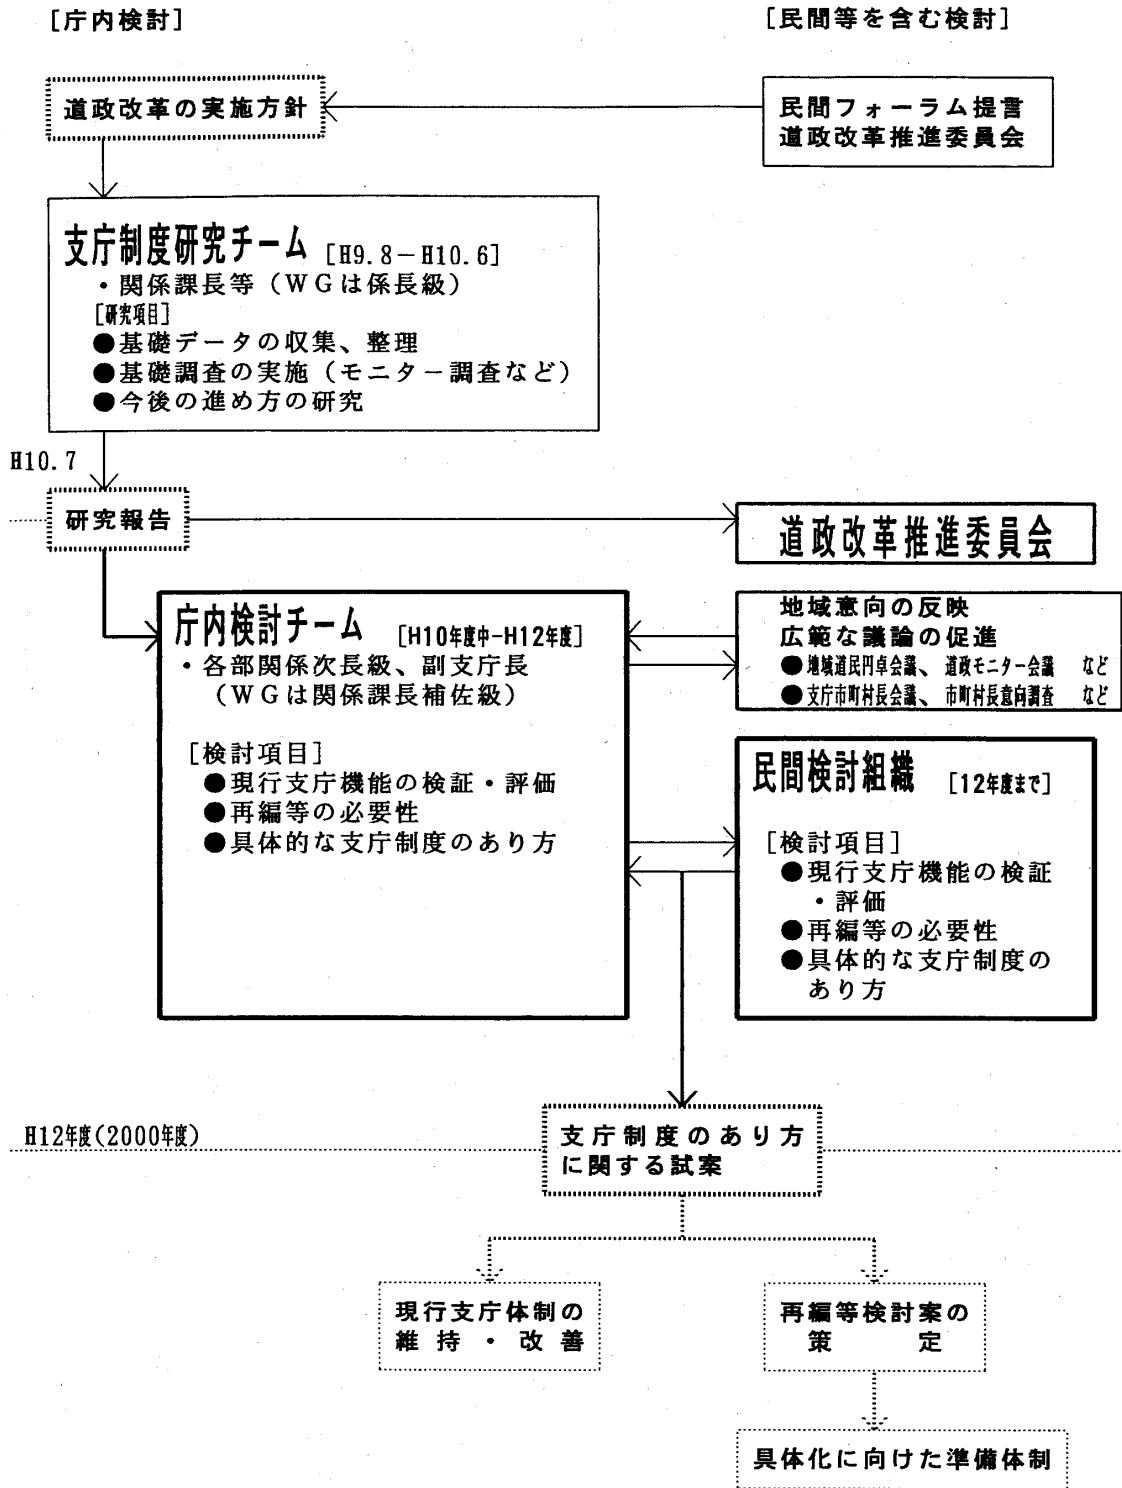 [庁内検討]
[民間等を含む検討]
道政改革の実施方針
民間フォーラム提言
道政改革推進委員会
支庁制度研究チーム [H9.8－H10.6]
・関係課長等（ＷＧは係長級）
[研究項目]
●基礎データの収集、整理
●基礎調査の実施（モニター調査など）
●今後の進め方の研究
H10.7
研究報告
道政改革推進委員会
庁内検討チーム [H10年度中－H12年度]
・各部関係次長級、副支庁長
（ＷＧは関係課長補佐級）
[検討項目]
●現行支庁機能の検証・評価
●再編等の必要性
●具体的な支庁制度のあり方
地域意向の反映
広範な議論の促進
●地域道民円卓会議、道政モニター会議 など
●支庁市町村長会議、市町村長意向調査 など
民間検討組織 [12年度まで]
[検討項目]
●現行支庁機能の検証
・評価
●再編等の必要性
●具体的な支庁制度の
あり方
H12年度(2000年度)
支庁制度のあり方
に関する試案
現行支庁体制の
維持・改善
再編等検討案の
策　　　定
具体化に向けた準備体制